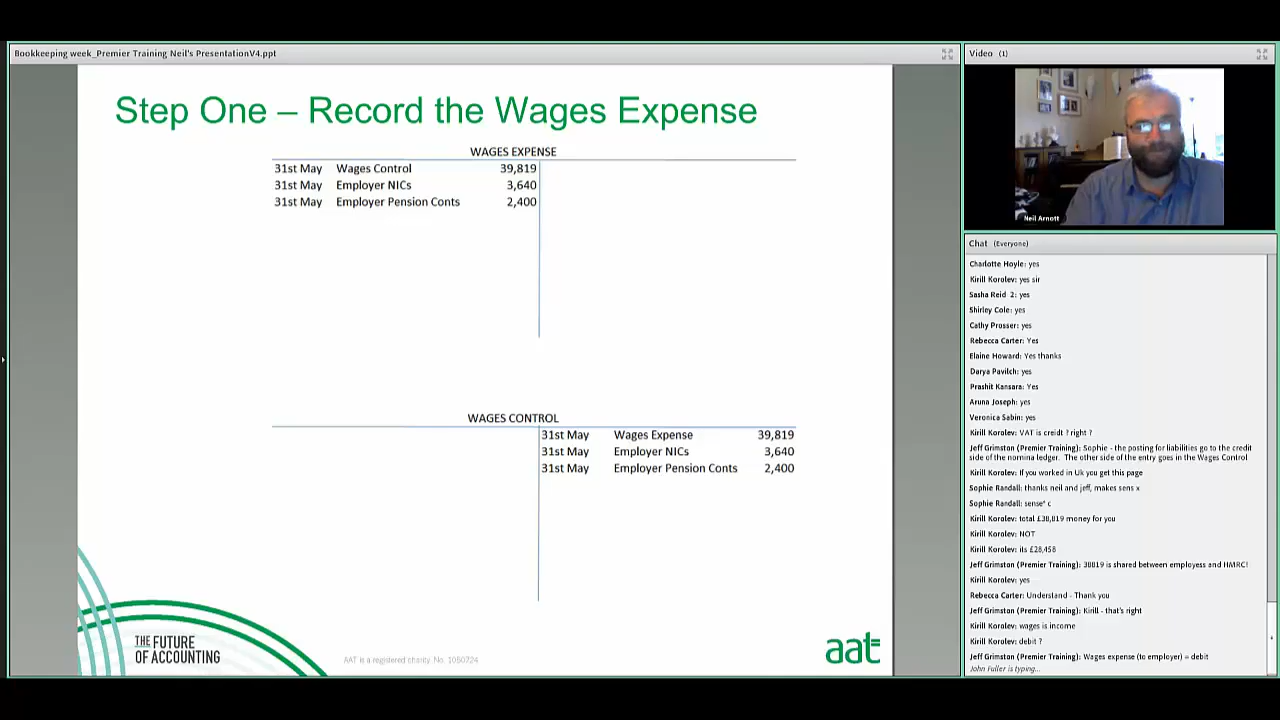 Bookkeeping week_Premier Training Neil's PresentationV4.ppt
Step One – Record the Wages Expense
WAGES EXPENSE
31st May Wages Control 39,819
31st May Employer NICs 3,640
31st May Employer Pension Conts 2,400
WAGES CONTROL
31st May Wages Expense 39,819
31st May Employer NICs 3,640
31st May Employer Pension Conts 2,400
THE FUTURE
OF ACCOUNTING
AAT is a registered charity. No. 1050724
aat
Video (1)
Neil Arnott
Chat (Everyone)
Charlotte Hoyle: yes
Kirill Korolev: yes sir
Sasha Reid 2: yes
Shirley Cole: yes
Cathy Prosser: yes
Rebecca Carter: Yes
Elaine Howard: Yes thanks
Darya Pavilch: yes
Prashit Kansara: Yes
Aruna Joseph: yes
Veronica Sabin: yes
Kirill Korolev: VAT is creidt ? right ?
Jeff Grimston (Premier Training): Sophie - the posting for liabilities go to the credit
side of the nomina ledger. The other side of the entry goes in the Wages Control
Kirill Korolev: If you worked in Uk you get this page
Sophie Randall: thanks neil and jeff, makes sens x
Sophie Randall: sense* c
Kirill Korolev: total £38,819 money for you
Kirill Korolev: NOT
Kirill Korolev: its £28,458
Jeff Grimston (Premier Training): 38819 is shared between employess and HMRC!
Kirill Korolev: yes
Rebecca Carter: Understand - Thank you
Jeff Grimston (Premier Training): Kirill - that's right
Kirill Korolev: wages is income
Kirill Korolev: debit ?
Jeff Grimston (Premier Training): Wages expense (to employer) = debit
John Fuller is typing...